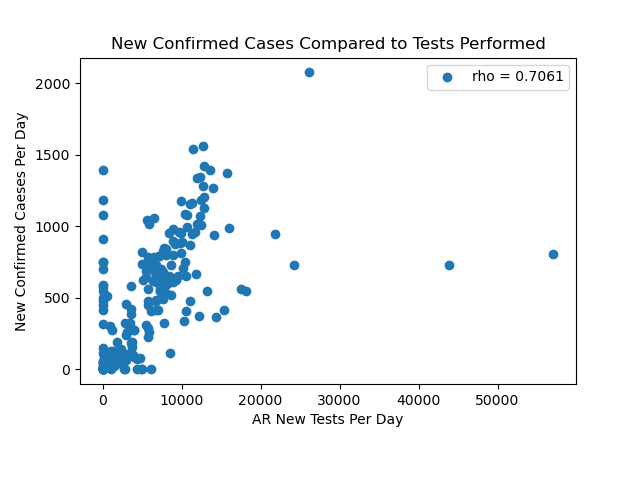 New Confirmed Cases Compared to Tests Performed
rho = 0.7061
2000
1500
1000
500
0
New Confirmed Caeses Per Day
0 10000 20000 30000 40000 50000
AR New Tests Per Day